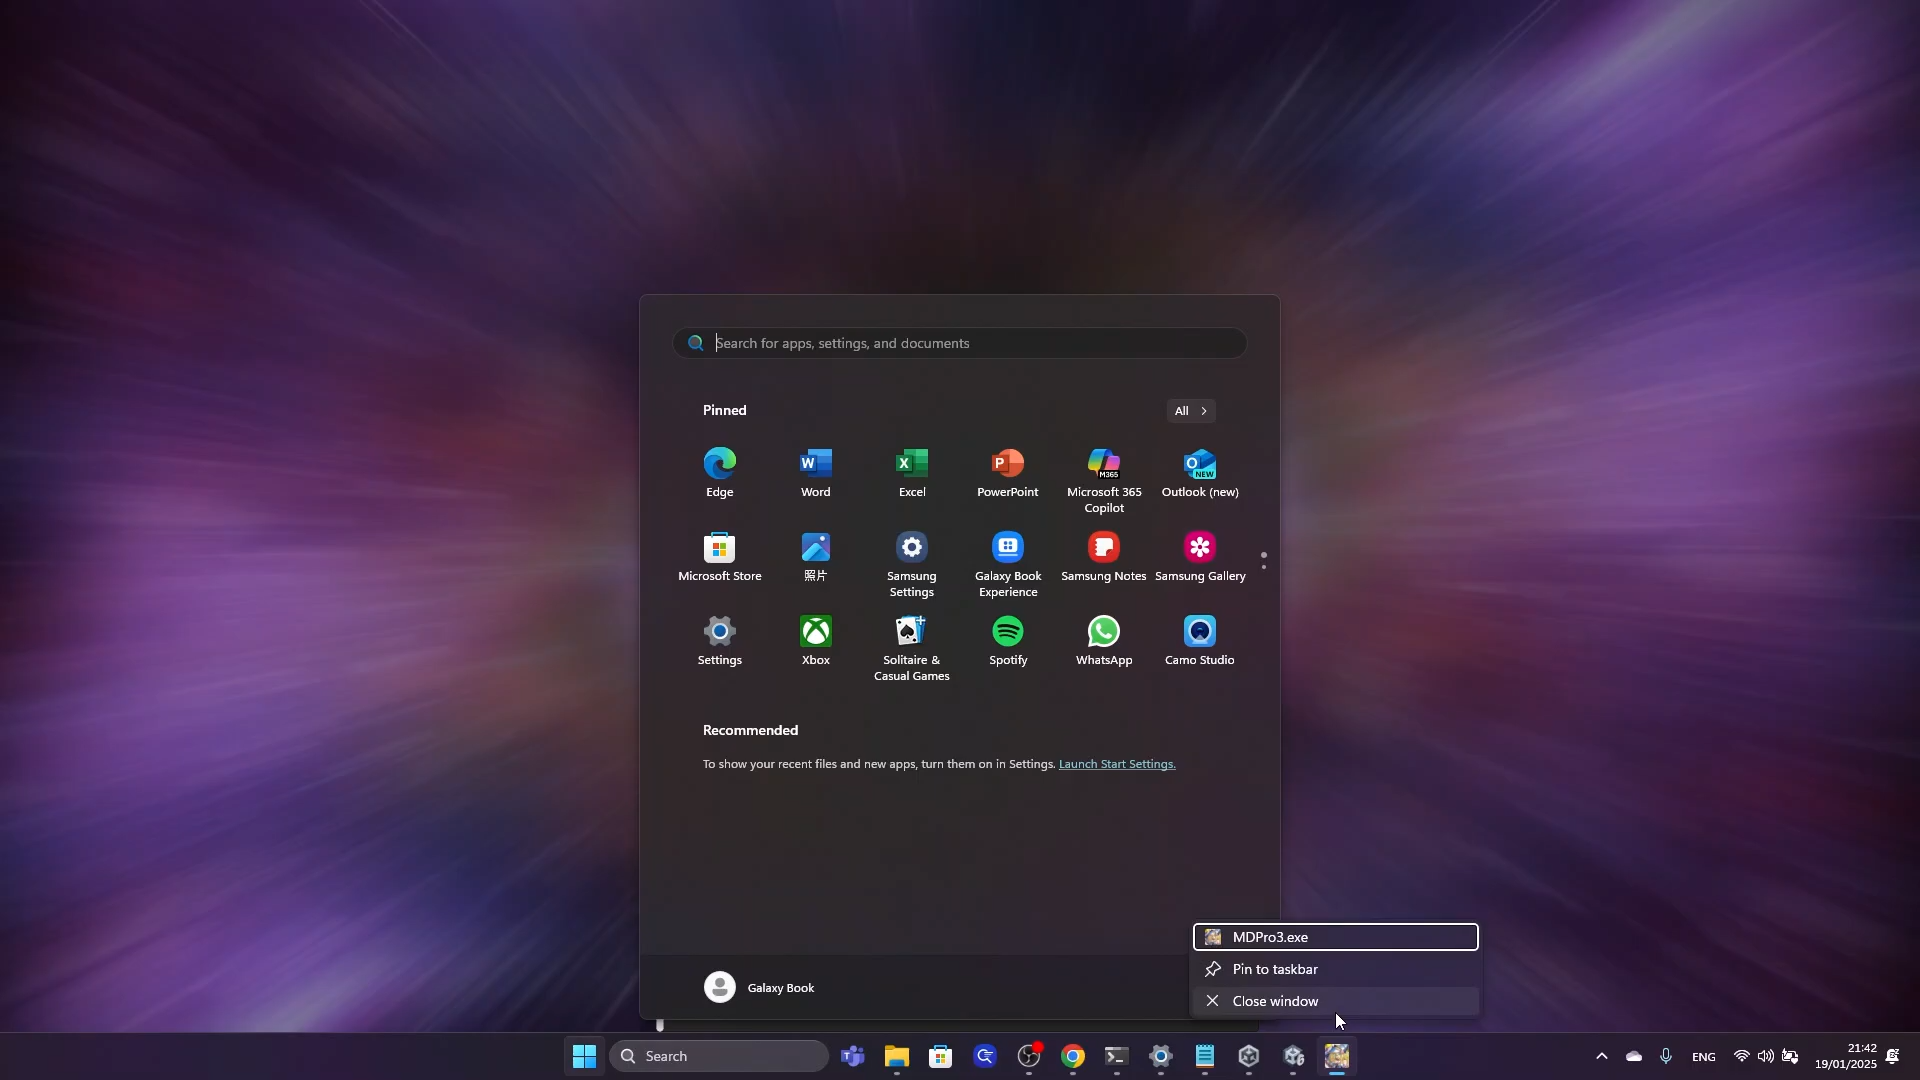 Search for apps, settings, and documents
Pinned
All
Edge
Word
Excel
PowerPoint
M365
Microsoft 365
Copilot
NEW
Outlook (new)
Microsoft Store
照片
Samsung
Settings
Galaxy Book
Experience
Samsung Notes
Samsung Gallery
Settings
Xbox
Solitaire &
Casual Games
Spotify
WhatsApp
Camo Studio
Recommended
To show your recent files and new apps, turn them on in Settings. Launch Start Settings.
MDPro3.exe
Pin to taskbar
Close window
Galaxy Book
Search
ENG
21:42
19/01/2025